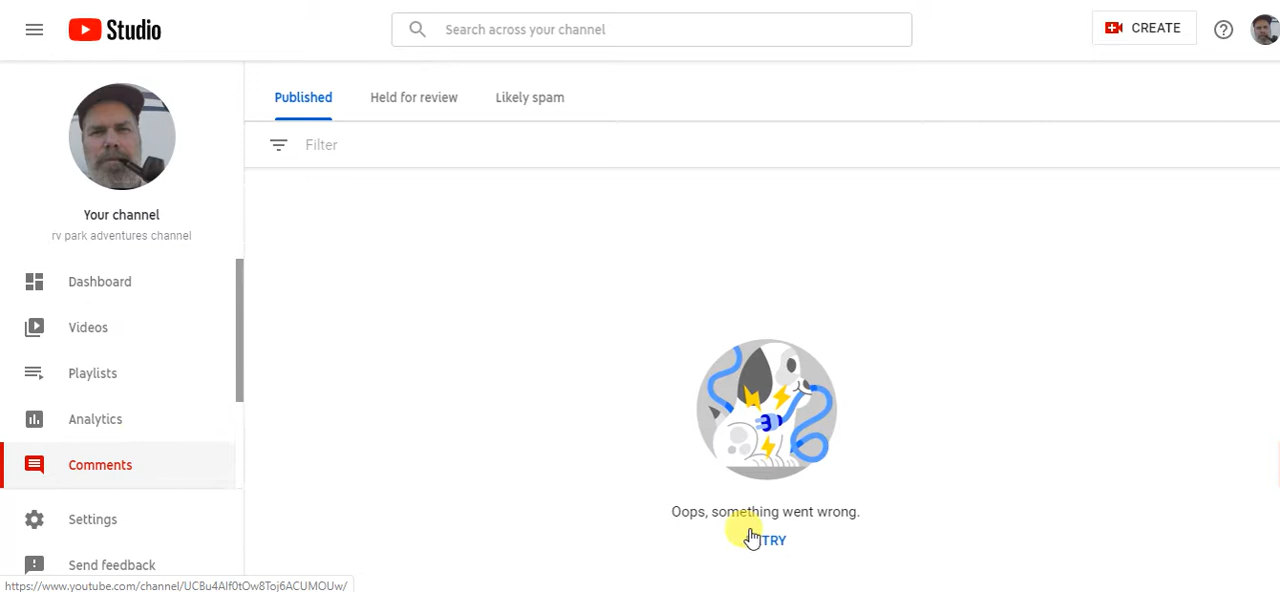 Studio
Search across your channel
CREATE
Published
Held for review
Likely spam
Filter
Your channel
rv park adventures channel
Dashboard
Videos
Playlists
Analytics
Comments
Settings
Send feedback
Oops, something went wrong.
TRY
https://www.youtube.com/channel/UCBu4Alf0tOw8Toj6ACUMOUw/